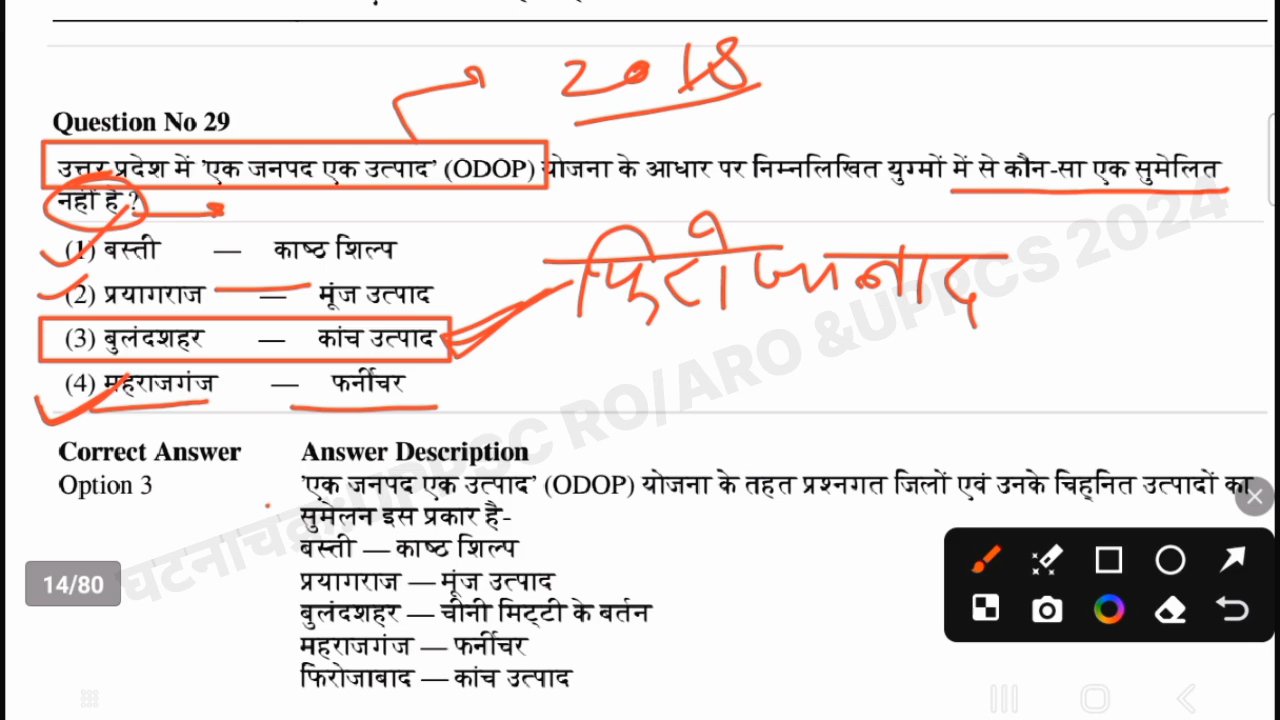 2018
Question No 29
उत्तर प्रदेश में 'एक जनपद एक उत्पाद' (ODOP) योजना के आधार पर निम्नलिखित युग्मों में से कौन-सा एक सुमेलित
नहीं है ?
(1) बस्ती — काष्ठ शिल्प
(2) प्रयागराज — मूंज उत्पाद
फिरोजाबाद
(3) बुलंदशहर — कांच उत्पाद
(4) महराजगंज — फर्नीचर
Correct Answer Answer Description
Option 3 'एक जनपद एक उत्पाद' (ODOP) योजना के तहत प्रश्नगत जिलों एवं उनके चिह्नित उत्पादों का
सुमेलन इस प्रकार है-
बस्ती — काष्ठ शिल्प
प्रयागराज — मूंज उत्पाद
बुलंदशहर — चीनी मिट्टी के बर्तन
महराजगंज — फर्नीचर
फिरोजाबाद — कांच उत्पाद
14/80
घटनाचक्र UPPSC RO/ARO &UPPCS 2024